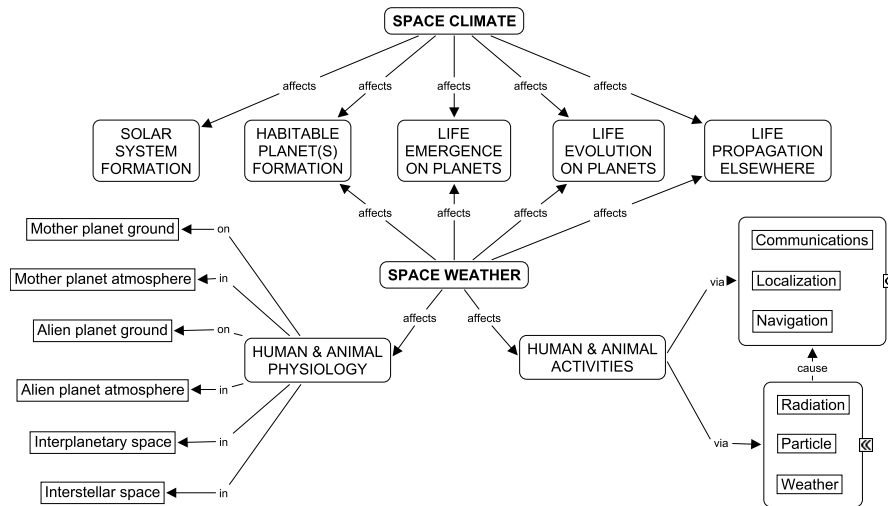 SPACE CLIMATE
affects
affects
affects
affects
affects
SOLAR
SYSTEM
FORMATION
HABITABLE
PLANET(S)
FORMATION
LIFE
EMERGENCE
ON PLANETS
LIFE
EVOLUTION
ON PLANETS
LIFE
PROPAGATION
ELSEWHERE
affects
affects
affects
affects
SPACE WEATHER
affects
affects
Mother planet ground
on
Mother planet atmosphere
in
Alien planet ground
on
Alien planet atmosphere
in
Interplanetary space
in
Interstellar space
in
HUMAN & ANIMAL
PHYSIOLOGY
HUMAN & ANIMAL
ACTIVITIES
via
Communications
Localization
Navigation
cause
via
Radiation
Particle
Weather